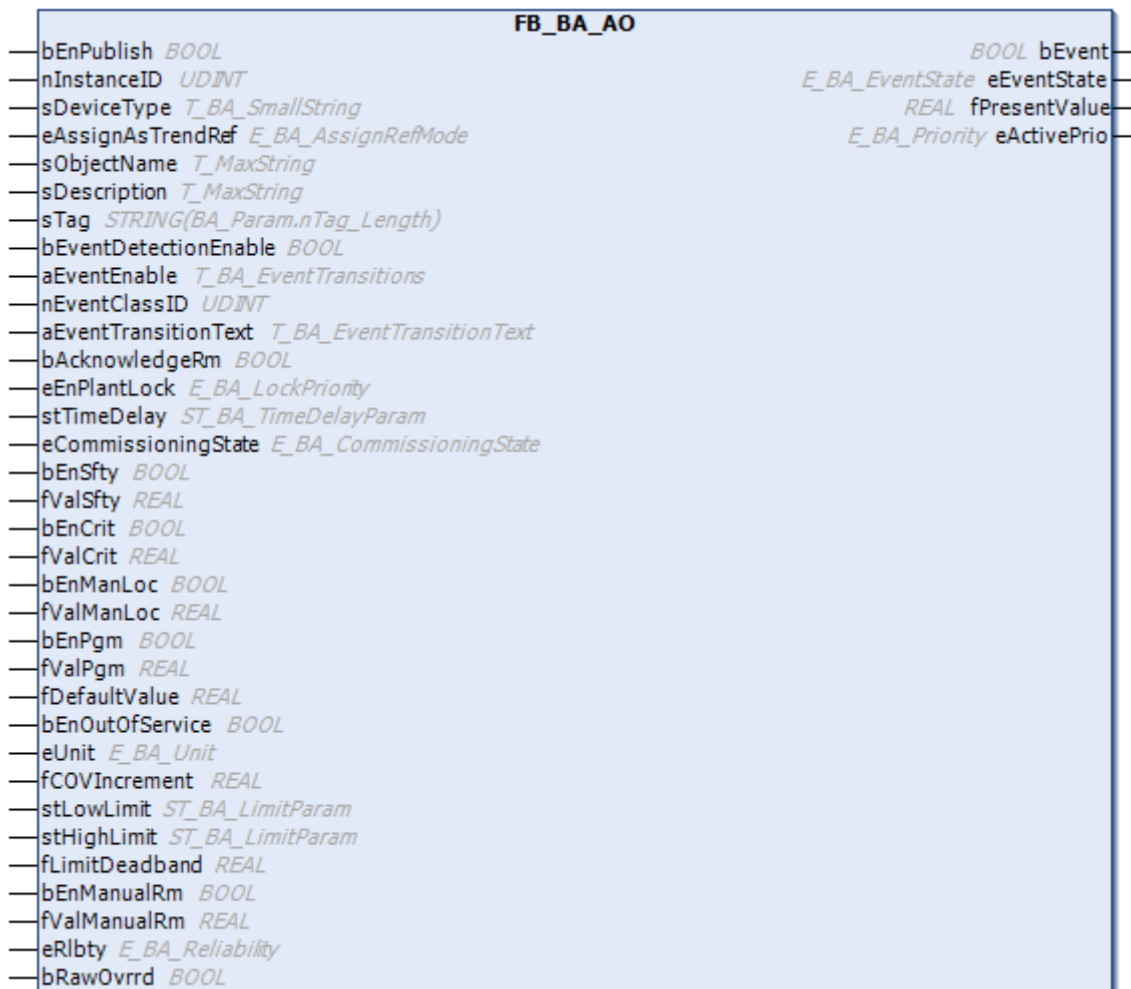 FB_BA_AO
bEnPublish BOOL BOOL bEvent
nInstanceID UDINT E_BA_EventState eEventState
sDeviceType T_BA_SmallString REAL fPresentValue
eAssignAsTrendRef E_BA_AssignRefMode E_BA_Priority eActivePrio
sObjectName T_MaxString
sDescription T_MaxString
sTag STRING(BA_Param.nTag_Length)
bEventDetectionEnable BOOL
aEventEnable T_BA_EventTransitions
nEventClassID UDINT
aEventTransitionText T_BA_EventTransitionText
bAcknowledgeRm BOOL
eEnPlantLock E_BA_LockPriority
stTimeDelay ST_BA_TimeDelayParam
eCommissioningState E_BA_CommissioningState
bEnSfty BOOL
fValSfty REAL
bEnCrit BOOL
fValCrit REAL
bEnManLoc BOOL
fValManLoc REAL
bEnPgm BOOL
fValPgm REAL
fDefaultValue REAL
bEnOutOfService BOOL
eUnit E_BA_Unit
fCOVIncrement REAL
stLowLimit ST_BA_LimitParam
stHighLimit ST_BA_LimitParam
fLimitDeadband REAL
bEnManualRm BOOL
fValManualRm REAL
eRlbty E_BA_Reliability
bRawOvrrd BOOL